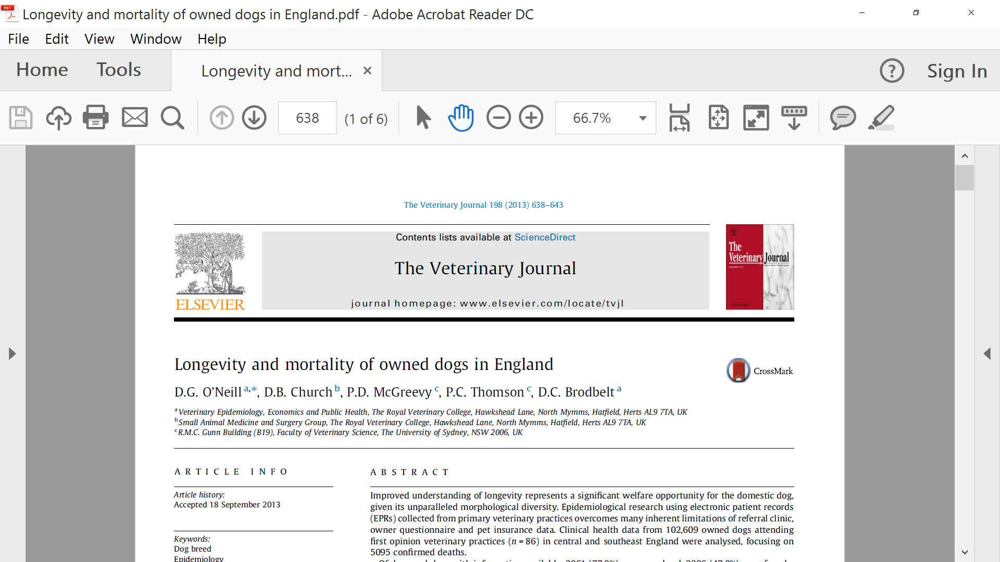 Longevity and mortality of owned dogs in England.pdf - Adobe Acrobat Reader DC
File Edit View Window Help
Home Tools Longevity and mort... Sign In
638 (1 of 6) 66.7%
The Veterinary Journal 198 (2013) 638–643
Contents lists available at ScienceDirect
The Veterinary Journal
journal homepage: www.elsevier.com/locate/tvjl
ELSEVIER
The
Veterinary Journal
Longevity and mortality of owned dogs in England
CrossMark
D.G. O'Neill a,*, D.B. Church b, P.D. McGreevy c, P.C. Thomson c, D.C. Brodbelt a
a Veterinary Epidemiology, Economics and Public Health, The Royal Veterinary College, Hawkshead Lane, North Mymms, Hatfield, Herts AL9 7TA, UK
b Small Animal Medicine and Surgery Group, The Royal Veterinary College, Hawkshead Lane, North Mymms, Hatfield, Herts AL9 7TA, UK
c R.M.C. Gunn Building (B19), Faculty of Veterinary Science, The University of Sydney, NSW 2006, UK
ARTICLE INFO
Article history:
Accepted 18 September 2013
Keywords:
Dog breed
Epidemiology
ABSTRACT
Improved understanding of longevity represents a significant welfare opportunity for the domestic dog,
given its unparalleled morphological diversity. Epidemiological research using electronic patient records
(EPRs) collected from primary veterinary practices overcomes many inherent limitations of referral clinic,
owner questionnaire and pet insurance data. Clinical health data from 102,609 owned dogs attending
first opinion veterinary practices (n = 86) in central and southeast England were analysed, focusing on
5095 confirmed deaths.